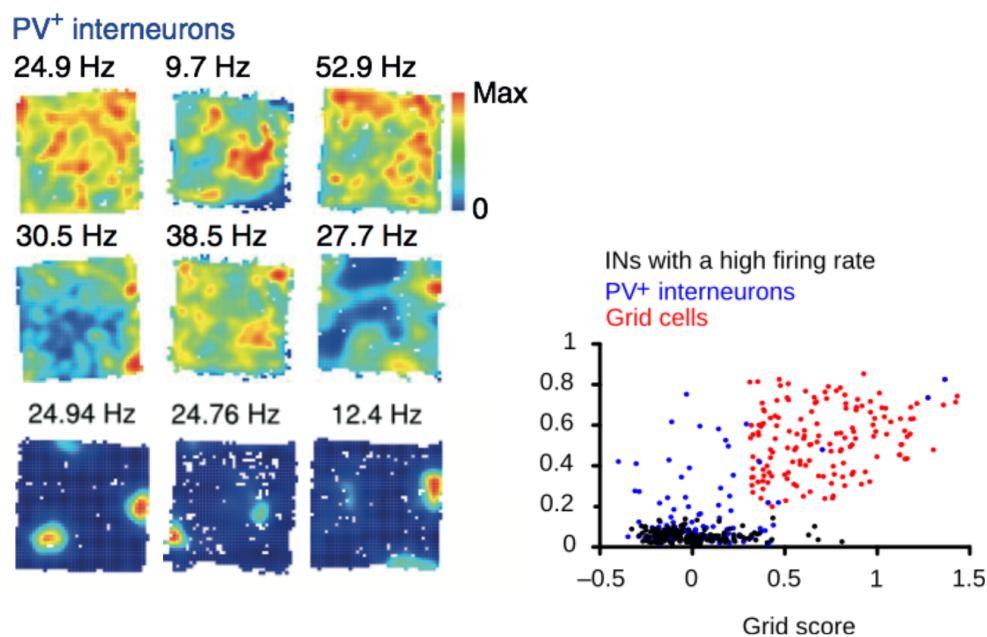 PV+ interneurons
24.9 Hz 9.7 Hz 52.9 Hz
Max
0
30.5 Hz 38.5 Hz 27.7 Hz
24.94 Hz 24.76 Hz 12.4 Hz
INs with a high firing rate
PV+ interneurons
Grid cells
1
0.8
0.6
0.4
0.2
0
−0.5 0 0.5 1 1.5
Grid score